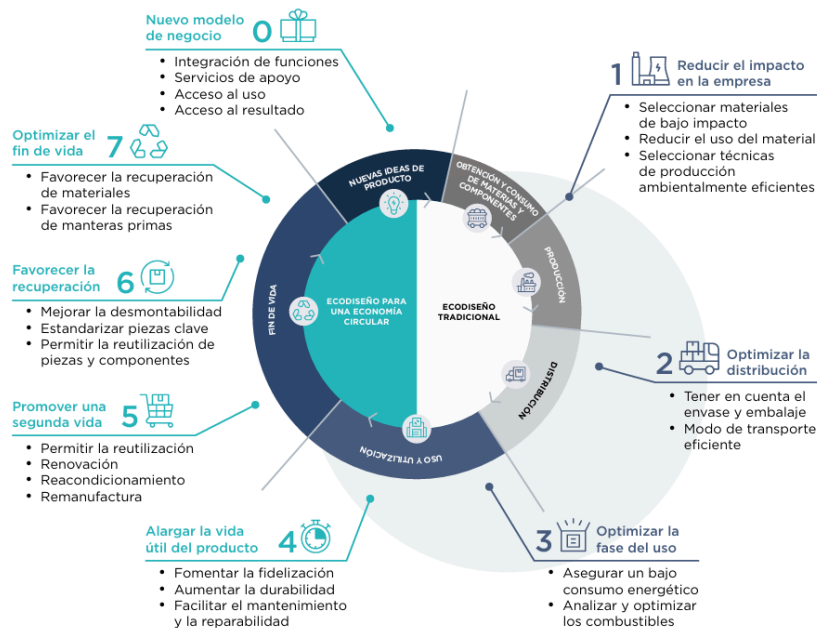 Nuevo modelo
de negocio
0
• Integración de funciones
• Servicios de apoyo
• Acceso al uso
• Acceso al resultado
1
Reducir el impacto
en la empresa
• Seleccionar materiales
de bajo impacto
• Reducir el uso del material
• Seleccionar técnicas
de producción
ambientalmente eficientes
Optimizar el
fin de vida
7
• Favorecer la recuperación
de materiales
• Favorecer la recuperación
de manteras primas
NUEVAS IDEAS DE
PRODUCTO
OBTENCIÓN Y CONSUMO
DE MATERIAS Y
COMPONENTES
PRODUCCIÓN
DISTRIBUCIÓN
USO Y UTILIZACIÓN
FIN DE VIDA
ECODISEÑO PARA
UNA ECONOMÍA
CIRCULAR
ECODISEÑO
TRADICIONAL
Favorecer la
recuperación
6
• Mejorar la desmontabilidad
• Estandarizar piezas clave
• Permitir la reutilización de
piezas y componentes
2
Optimizar la
distribución
• Tener en cuenta el
envase y embalaje
• Modo de transporte
eficiente
Promover una
segunda vida
5
• Permitir la reutilización
• Renovación
• Reacondicionamiento
• Remanufactura
Alargar la vida
útil del producto
4
• Fomentar la fidelización
• Aumentar la durabilidad
• Facilitar el mantenimiento
y la reparabilidad
3
Optimizar la
fase del uso
• Asegurar un bajo
consumo energético
• Analizar y optimizar
los combustibles